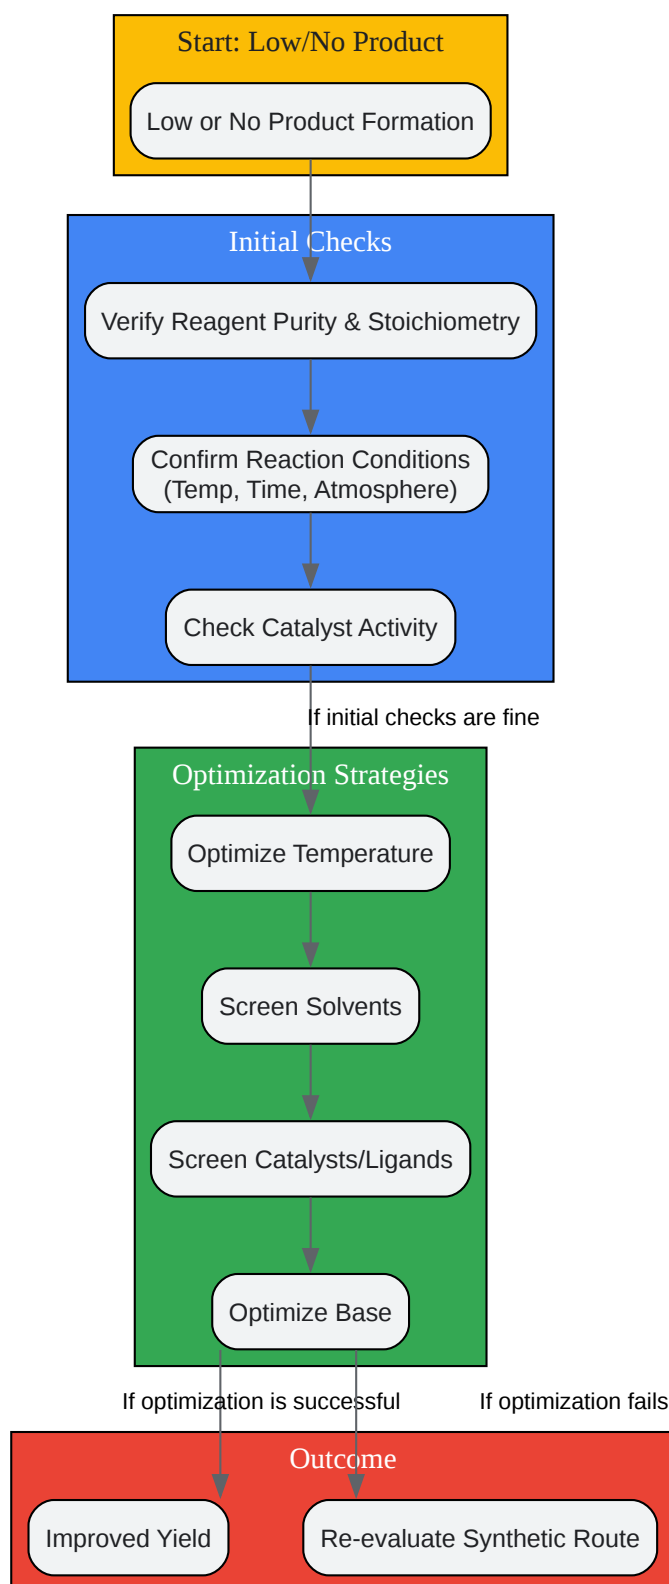 Start: Low/No Product
Low or No Product Formation
Initial Checks
Verify Reagent Purity & Stoichiometry
Confirm Reaction Conditions
(Temp, Time, Atmosphere)
Check Catalyst Activity
If initial checks are fine
Optimization Strategies
Optimize Temperature
Screen Solvents
Screen Catalysts/Ligands
Optimize Base
If optimization is successful
If optimization fails
Outcome
Improved Yield
Re-evaluate Synthetic Route